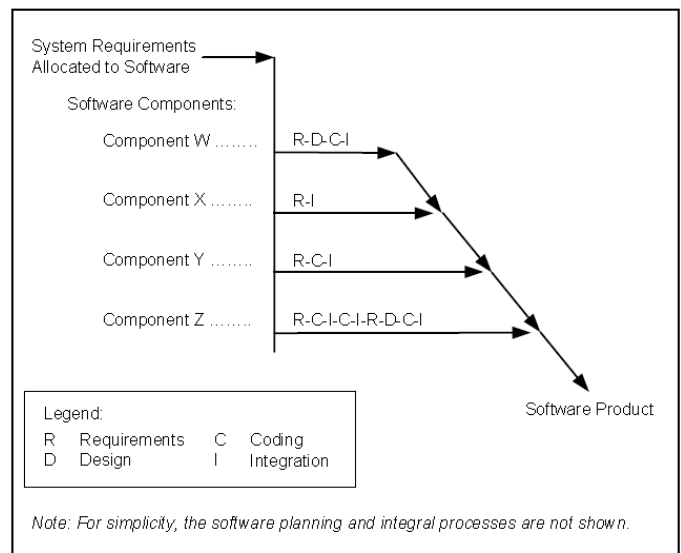 System Requirements
Allocated to Software
Software Components:
Component W ........ R-D-C-I
Component X ........ R-I
Component Y ........ R-C-I
Component Z ........ R-C-I-C-I-R-D-C-I
Software Product
Legend:
R Requirements C Coding
D Design I Integration
Note: For simplicity, the software planning and integral processes are not shown.